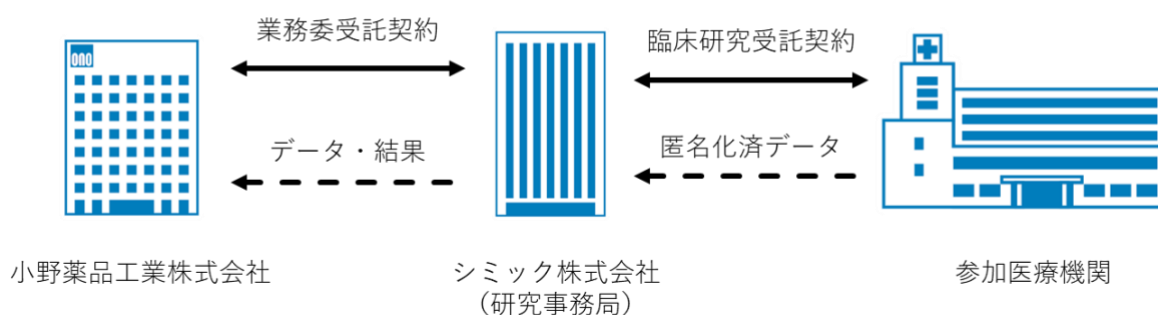 業務委受託契約
臨床研究受託契約
ono
データ・結果
匿名化済データ
小野薬品工業株式会社
シミック株式会社
（研究事務局）
参加医療機関